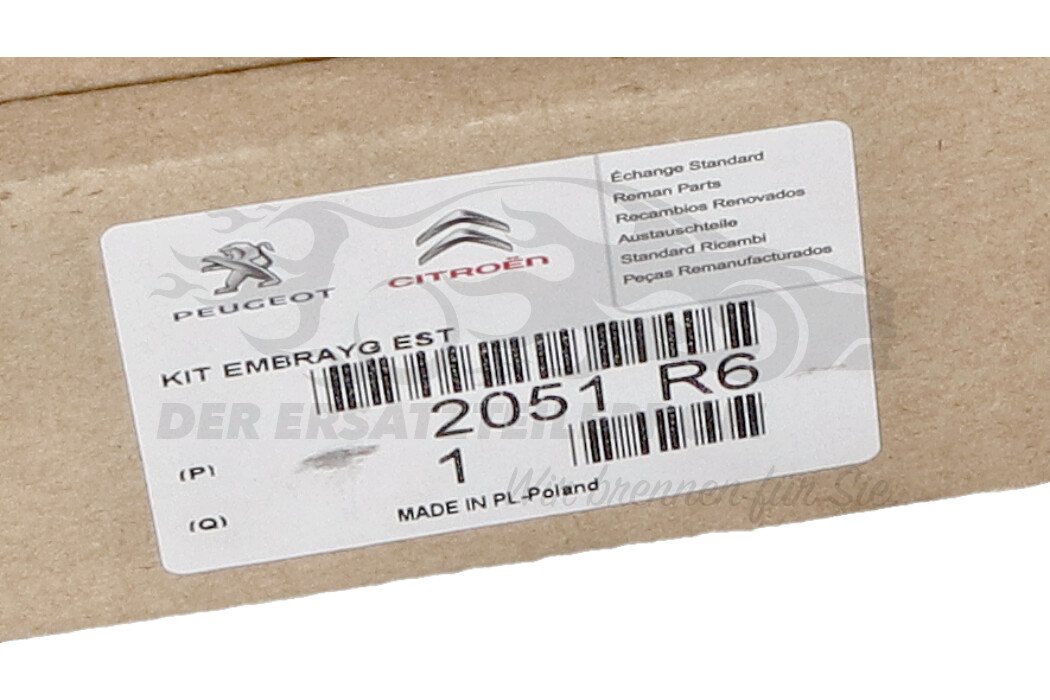 PEUGEOT
CITROËN
Échange Standard
Reman Parts
Recambios Renovados
Austauschteile
Standard Ricambi
Peças Remanufacturados
KIT EMBRAYG EST
(P) 2051 R6
(Q) 1
MADE IN PL-Poland
DER ERSATZTEILE
Wir brennen für Sie